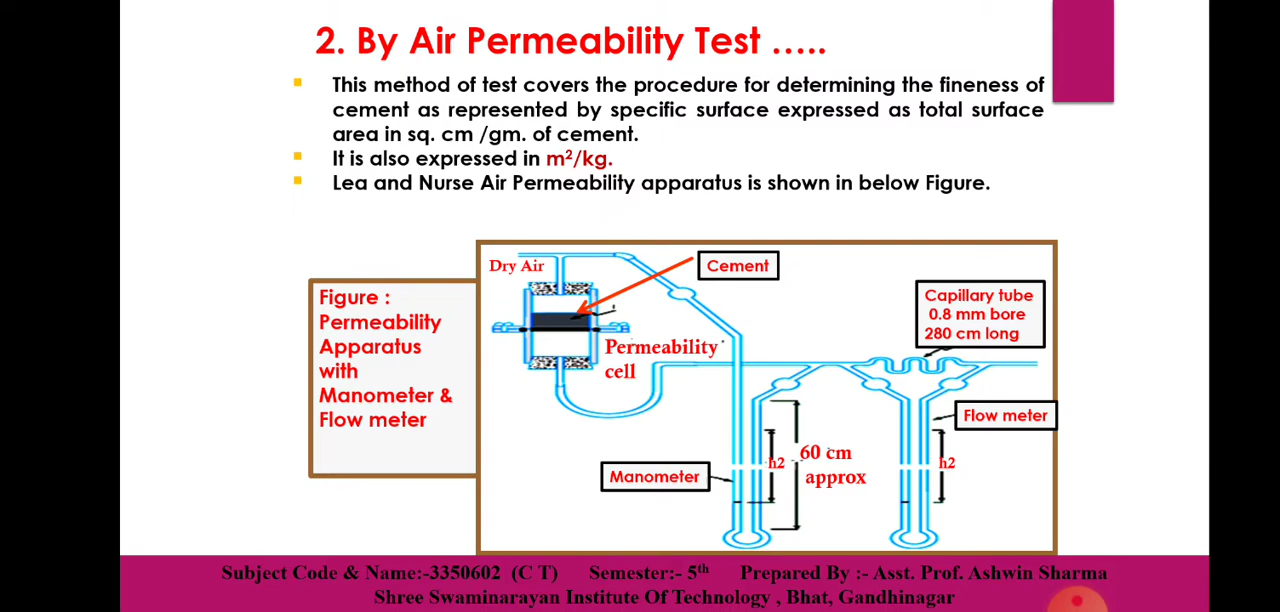 2. By Air Permeability Test …..
▪ This method of test covers the procedure for determining the fineness of
cement as represented by specific surface expressed as total surface
area in sq. cm /gm. of cement.
▪ It is also expressed in m²/kg.
▪ Lea and Nurse Air Permeability apparatus is shown in below Figure.
Figure :
Permeability
Apparatus
with
Manometer &
Flow meter
Dry Air
Cement
Capillary tube
0.8 mm bore
280 cm long
Permeability
cell
Flow meter
h2
60 cm
approx
h2
Manometer
Subject Code & Name:-3350602 (C T) Semester:- 5th Prepared By :- Asst. Prof. Ashwin Sharma
Shree Swaminarayan Institute Of Technology , Bhat, Gandhinagar